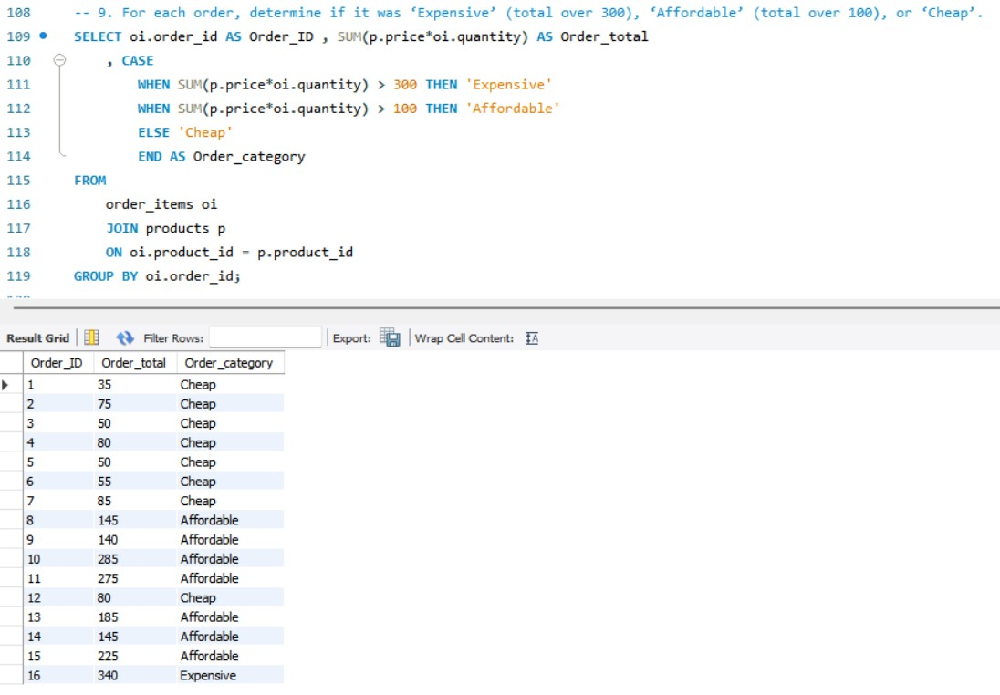 108 -- 9. For each order, determine if it was ‘Expensive’ (total over 300), ‘Affordable’ (total over 100), or ‘Cheap’.
109 SELECT oi.order_id AS Order_ID , SUM(p.price*oi.quantity) AS Order_total
110 , CASE
111 WHEN SUM(p.price*oi.quantity) > 300 THEN 'Expensive'
112 WHEN SUM(p.price*oi.quantity) > 100 THEN 'Affordable'
113 ELSE 'Cheap'
114 END AS Order_category
115 FROM
116 order_items oi
117 JOIN products p
118 ON oi.product_id = p.product_id
119 GROUP BY oi.order_id;
Result Grid Filter Rows: Export: Wrap Cell Content: IA
Order_ID Order_total Order_category
1 35 Cheap
2 75 Cheap
3 50 Cheap
4 80 Cheap
5 50 Cheap
6 55 Cheap
7 85 Cheap
8 145 Affordable
9 140 Affordable
10 285 Affordable
11 275 Affordable
12 80 Cheap
13 185 Affordable
14 145 Affordable
15 225 Affordable
16 340 Expensive